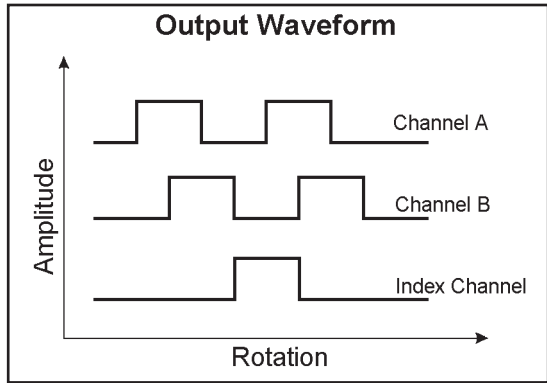 Output Waveform
Amplitude
Channel A
Channel B
Index Channel
Rotation